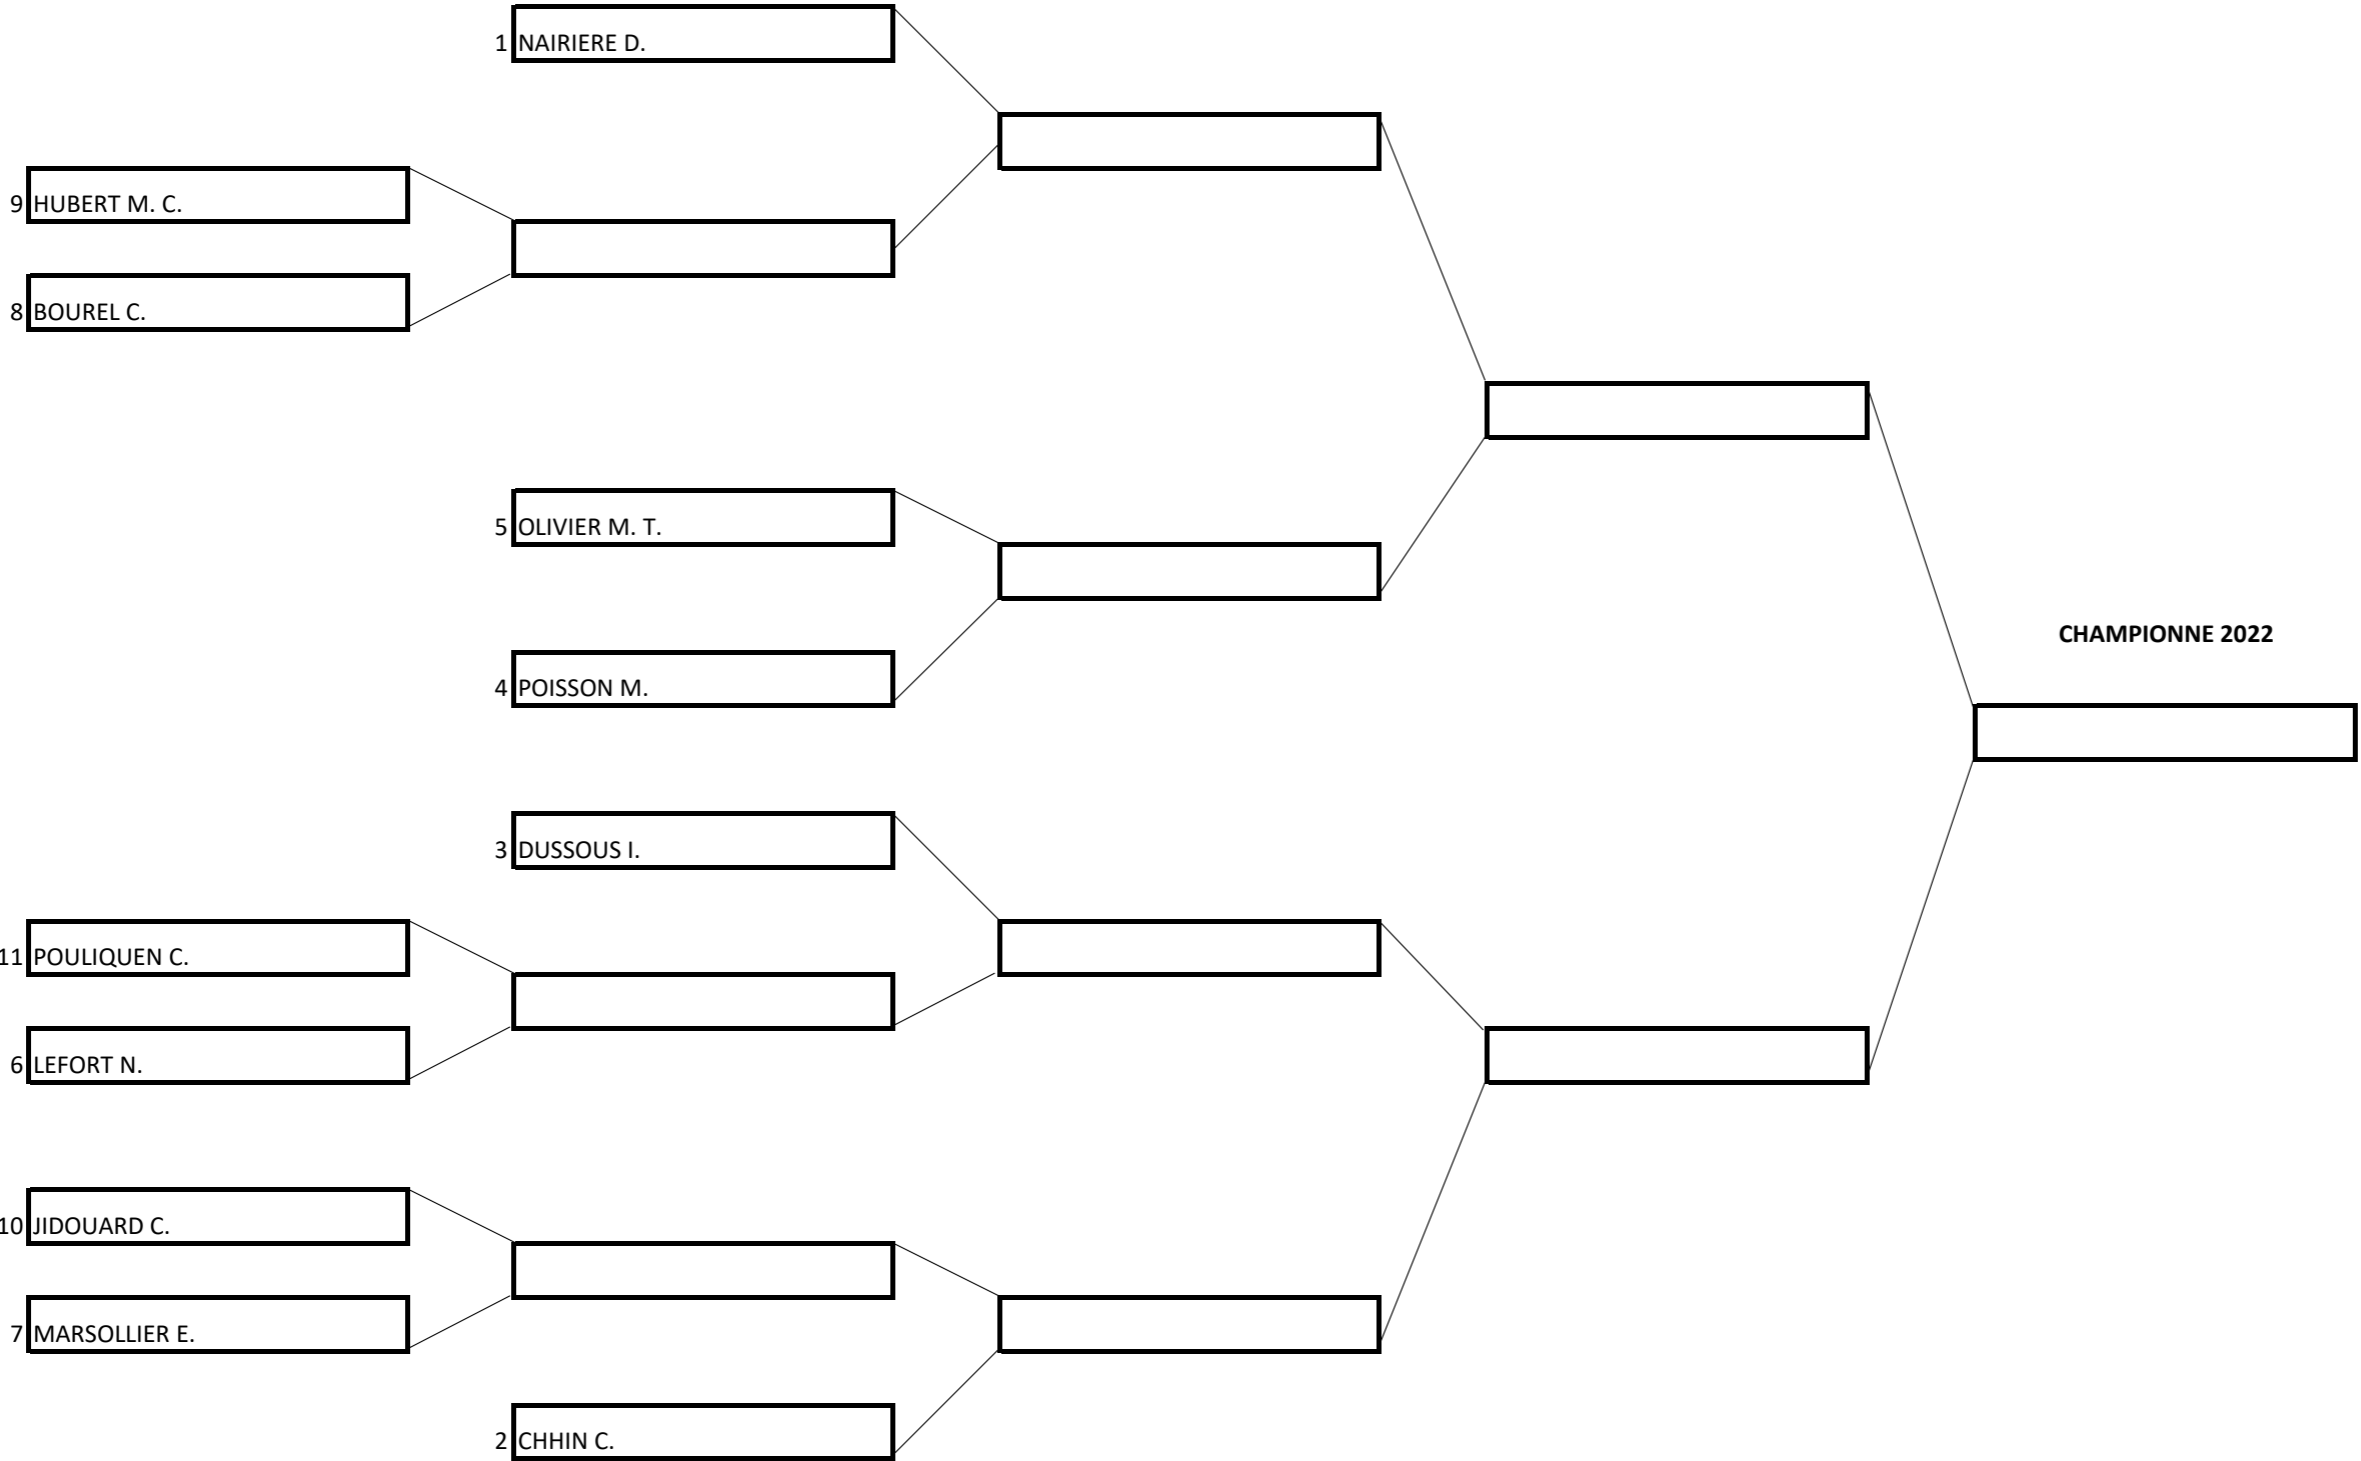 1 NAIRIERE D.
9 HUBERT M. C.
8 BOUREL C.
5 OLIVIER M. T.
CHAMPIONNE 2022
4 POISSON M.
3 DUSSOUS I.
11 POULIQUEN C.
6 LEFORT N.
10 JIDOUARD C.
7 MARSOLLIER E.
2 CHHIN C.